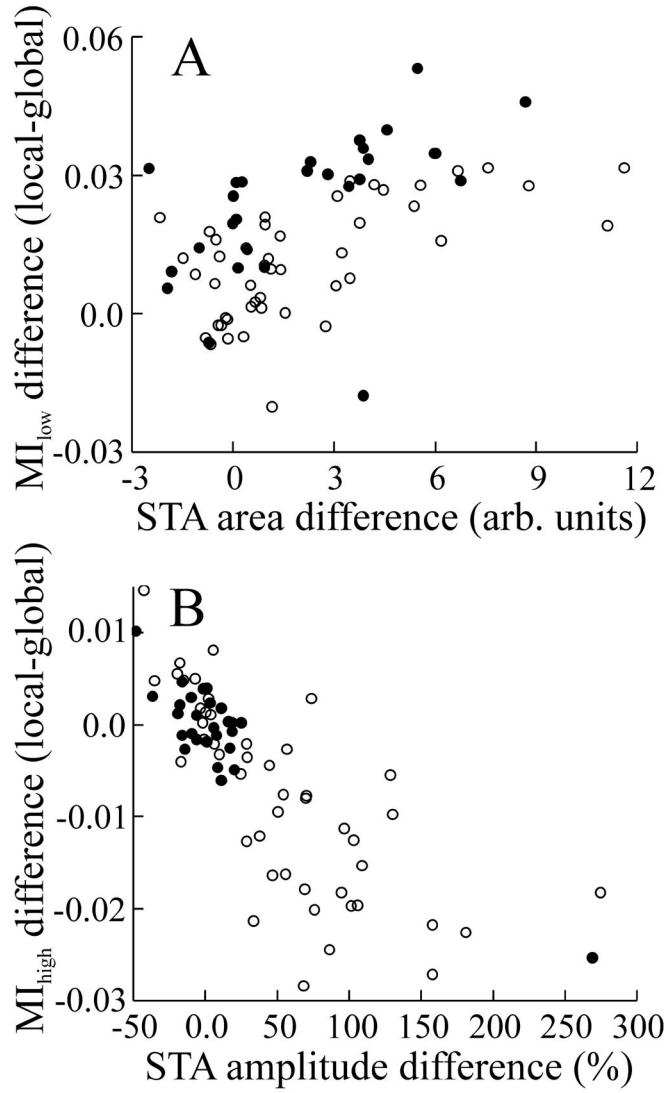 A
MIlow difference (local-global)
0.06
0.03
0.0
-0.03
-3 0 3 6 9 12
STA area difference (arb. units)
B
MIhigh difference (local-global)
0.01
0.0
-0.01
-0.02
-0.03
-50 0.0 50 100 150 200 250 300
STA amplitude difference (%)